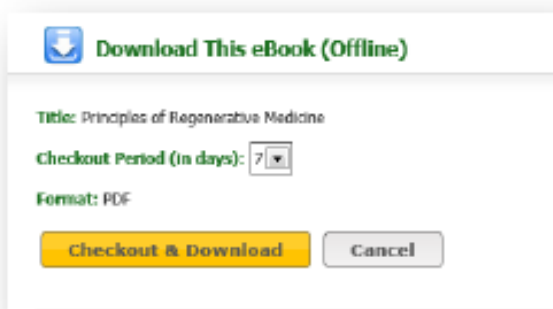 Download This eBook (Offline)
Title: Principles of Regenerative Medicine
Checkout Period (in days): 7
Format: PDF
Checkout & Download Cancel